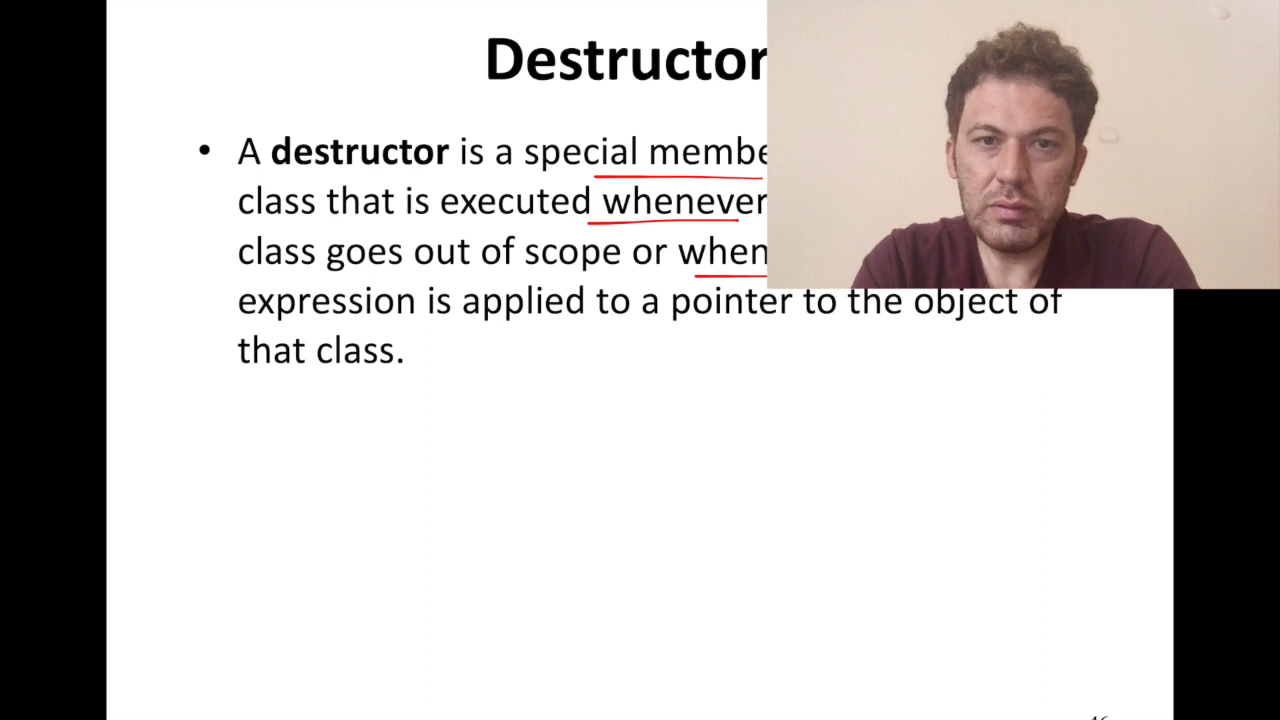 Destructor
• A destructor is a special membe
class that is executed whenever
class goes out of scope or when
expression is applied to a pointer to the object of
that class.